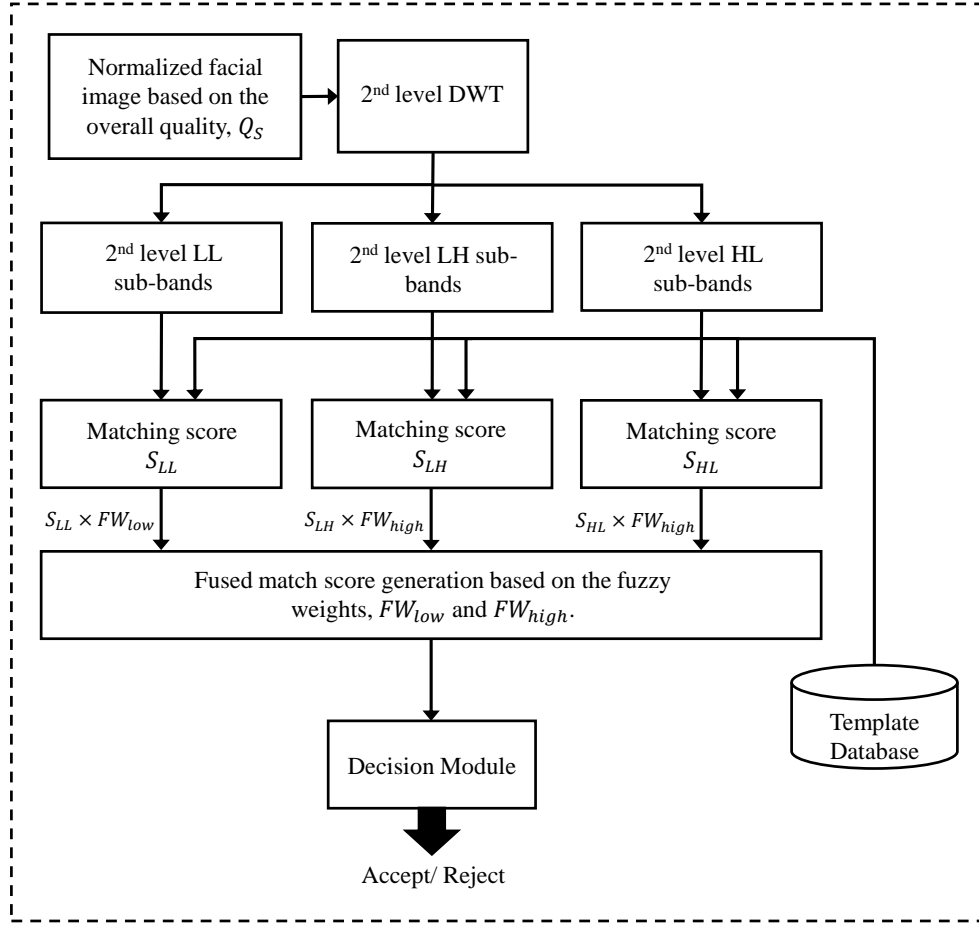 Normalized facial
image based on the
overall quality, Q_S
2nd level DWT
2nd level LL
sub-bands
2nd level LH sub-
bands
2nd level HL
sub-bands
Matching score
S_LL
Matching score
S_LH
Matching score
S_HL
S_LL × FW_low
S_LH × FW_high
S_HL × FW_high
Fused match score generation based on the fuzzy
weights, FW_low and FW_high.
Template
Database
Decision Module
Accept/ Reject